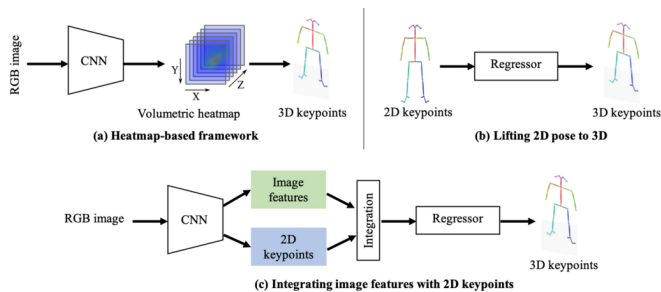 RGB image
CNN
Y
X
Z
Volumetric heatmap
3D keypoints
(a) Heatmap-based framework
2D keypoints
Regressor
3D keypoints
(b) Lifting 2D pose to 3D
RGB image
CNN
Image
features
2D
keypoints
Integration
Regressor
3D keypoints
(c) Integrating image features with 2D keypoints